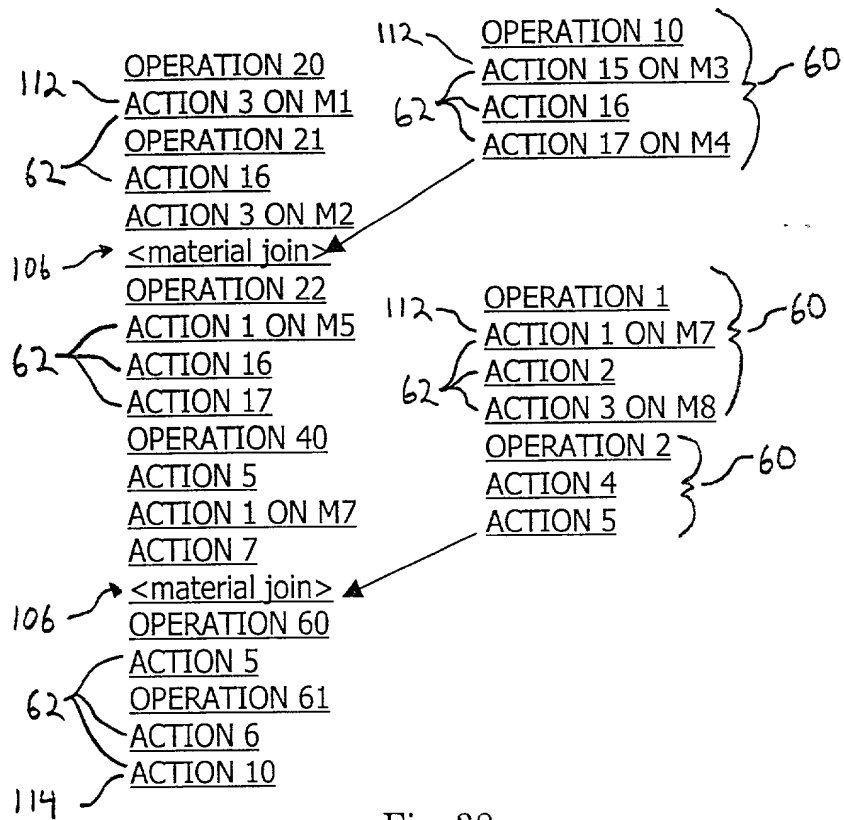 112
OPERATION 20
ACTION 3 ON M1
62
OPERATION 21
ACTION 16
ACTION 3 ON M2
106
<material join>
OPERATION 22
62
ACTION 1 ON M5
ACTION 16
ACTION 17
OPERATION 40
ACTION 5
ACTION 1 ON M7
ACTION 7
106
<material join>
OPERATION 60
62
ACTION 5
OPERATION 61
ACTION 6
ACTION 10
114
112
OPERATION 10
60
62
ACTION 15 ON M3
ACTION 16
ACTION 17 ON M4
112
OPERATION 1
60
62
ACTION 1 ON M7
ACTION 2
ACTION 3 ON M8
OPERATION 2
60
ACTION 4
ACTION 5